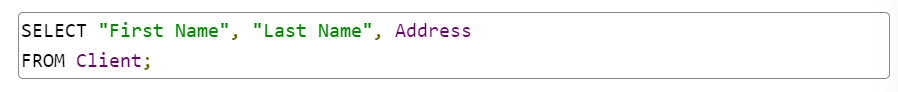 SELECT "First Name", "Last Name", Address
FROM Client;